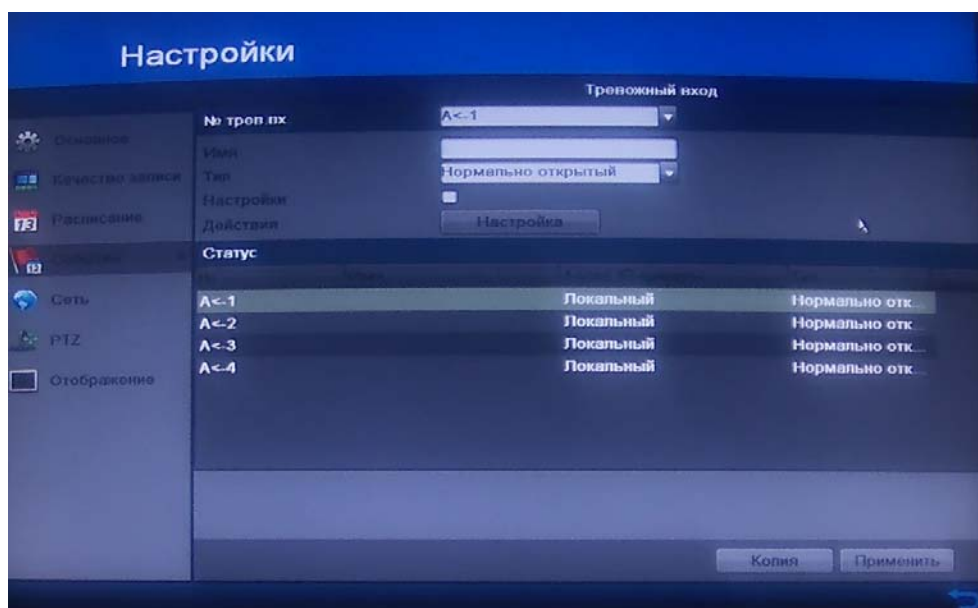 Настройки
Тревожный вход
№ трев.вх A<-1
Основное
Имя
Качество записи
Тип Нормально открытый
Настройки
Расписание
Действия Настройка
Статус
Сеть
A<-1 Локальный Нормально отк...
A<-2 Локальный Нормально отк...
PTZ
A<-3 Локальный Нормально отк...
A<-4 Локальный Нормально отк...
Отображение
Копия Применить